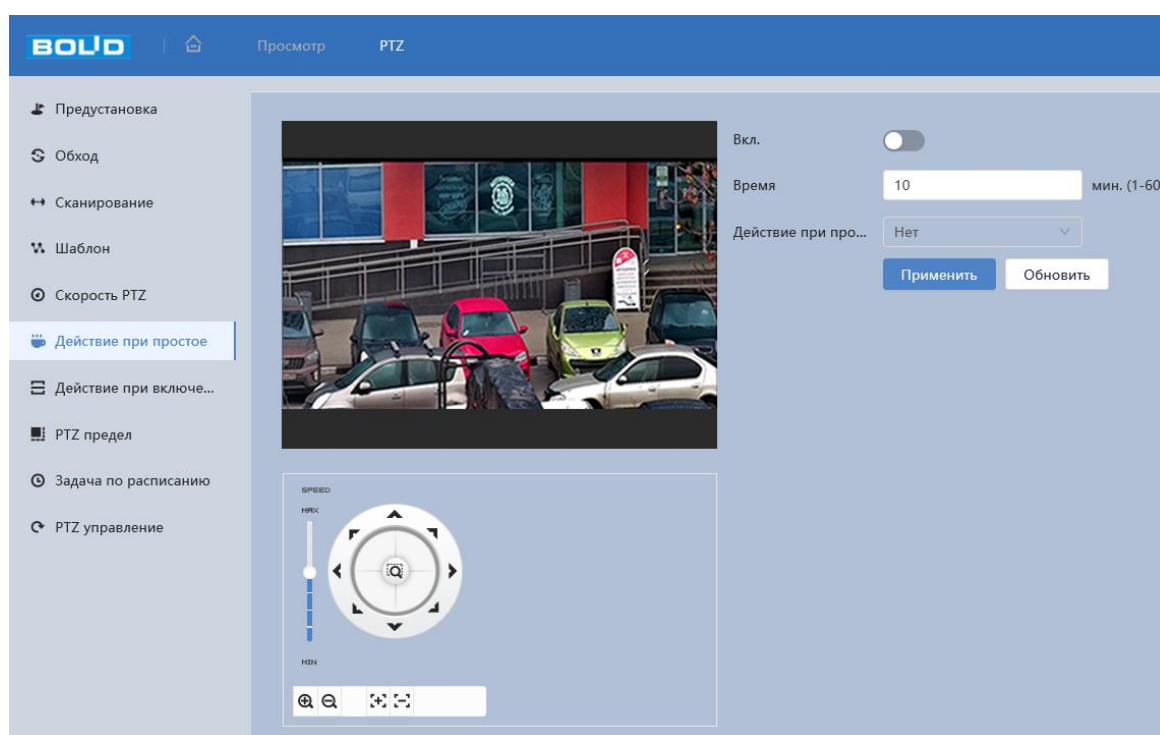 BOLID
Просмотр
PTZ
Предустановка
Обход
Сканирование
Шаблон
Скорость PTZ
Действие при простое
Действие при включе...
PTZ предел
Задача по расписанию
PTZ управление
Вкл.
Время
10
мин. (1-60
Действие при про...
Нет
Применить
Обновить
SPEED
MAX
MIN